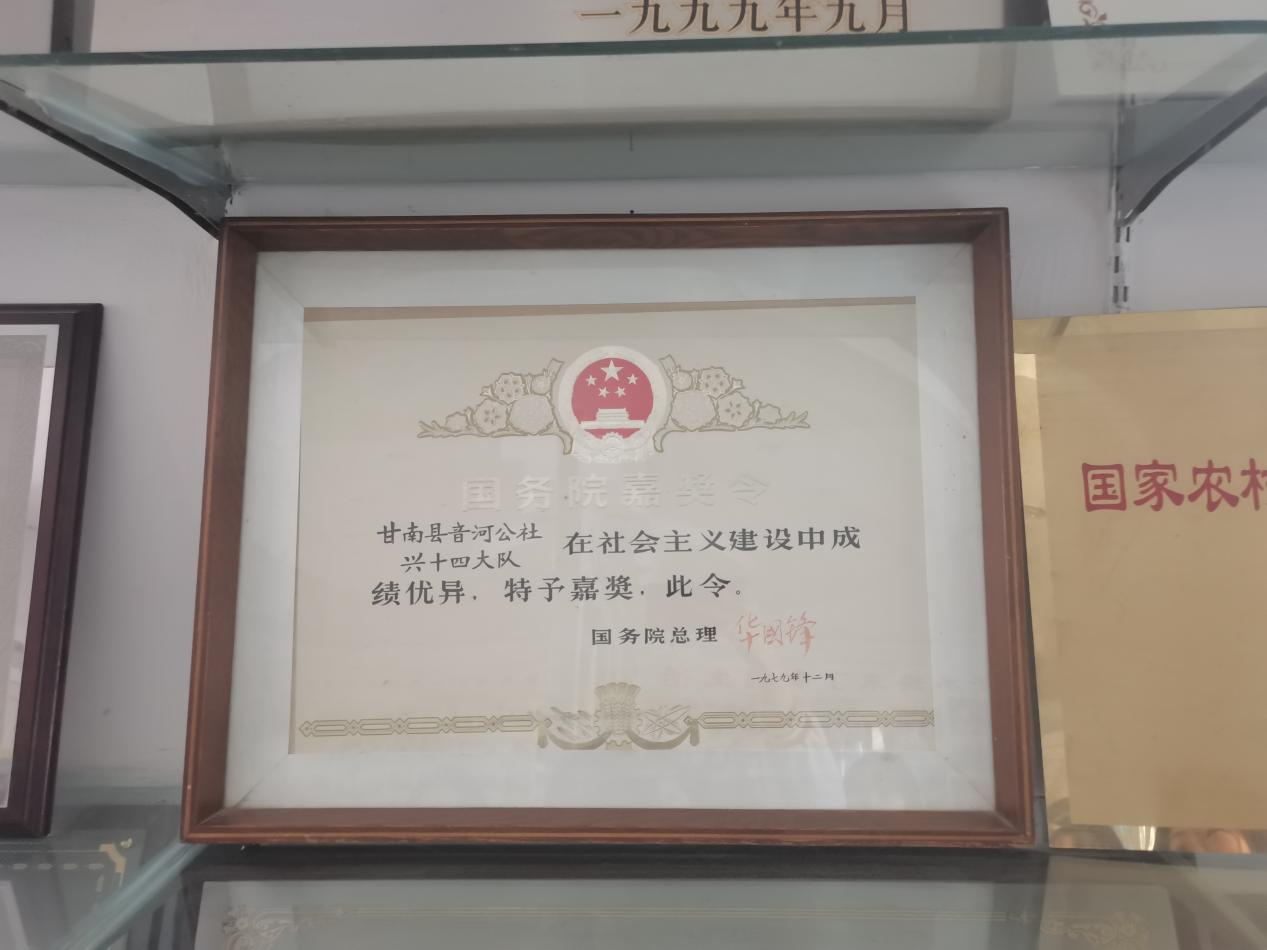 一九九九年九月
国务院嘉奖令
甘南县音河公社
兴十四大队
在社会主义建设中成
绩优异，特予嘉奖，此令。
国务院总理 华国锋
一九七九年十二月
国家农村